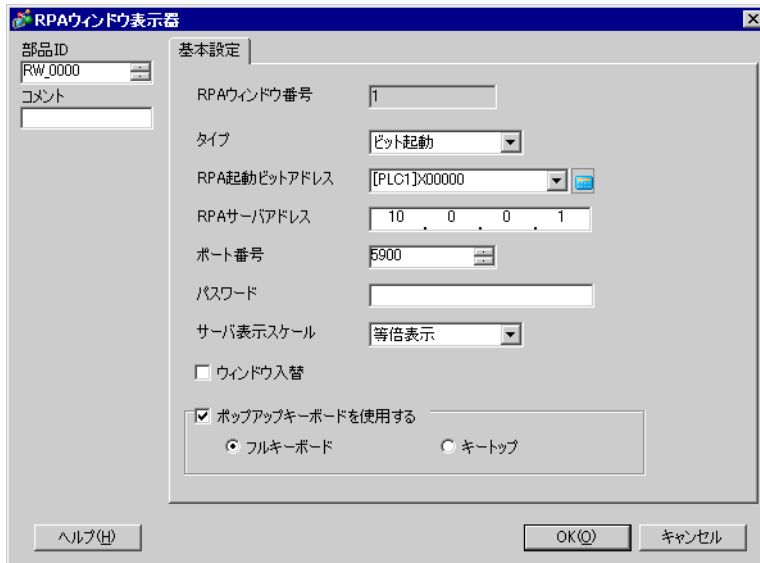 RPAウィンドウ表示器
部品ID
RW_0000
コメント
基本設定
RPAウィンドウ番号 1
タイプ ビット起動
RPA起動ビットアドレス [PLC1]X00000
RPAサーバアドレス 10 . 0 . 0 . 1
ポート番号 5900
パスワード
サーバ表示スケール 等倍表示
ウィンドウ入替
ポップアップキーボードを使用する
フルキーボード キートップ
ヘルプ(H) OK(O) キャンセル